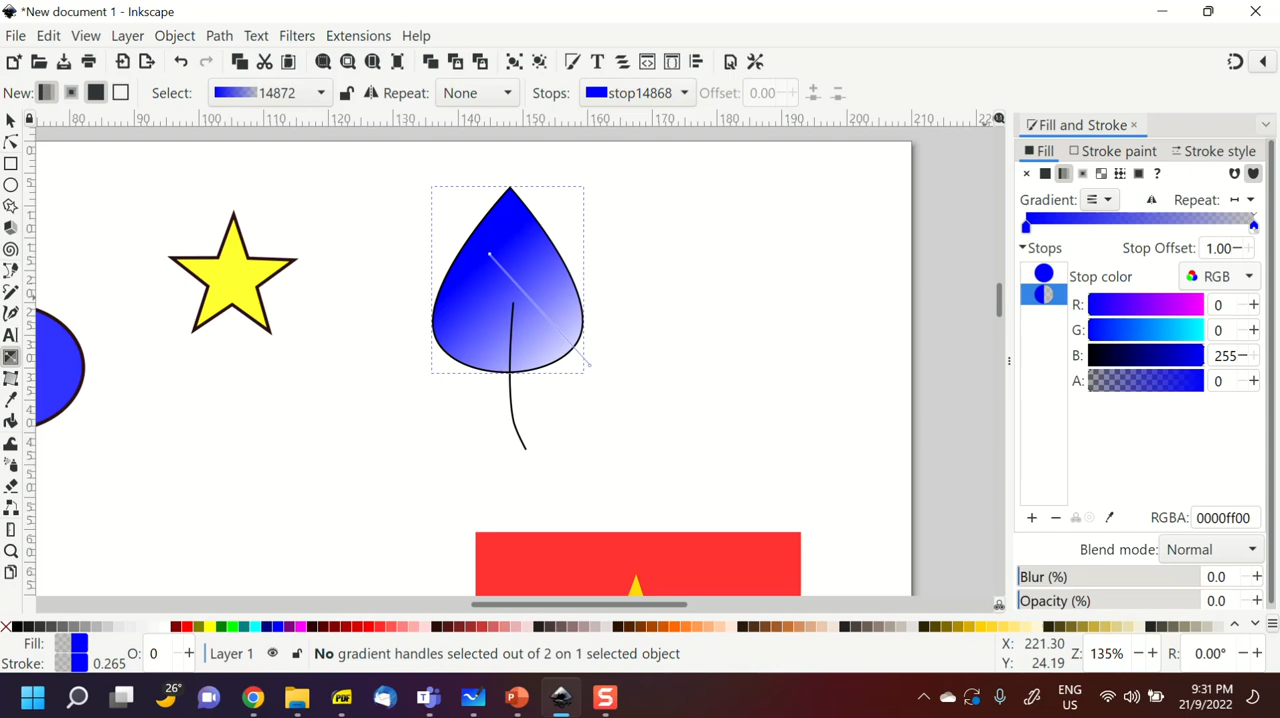 *New document 1 - Inkscape
File Edit View Layer Object Path Text Filters Extensions Help
New: Select: 14872 Repeat: None Stops: stop14868 Offset: 0.00
80 90 100 110 120 130 140 150 160 170 180 190 200 210
Fill and Stroke
Fill Stroke paint Stroke style
?
Gradient: Repeat:
Stops Stop Offset: 1.00
Stop color RGB
R: 0
G: 0
B: 255
A: 0
RGBA: 0000ff00
Blend mode: Normal
Blur (%) 0.0
Opacity (%) 0.0
Fill:
Stroke: 0.265 O: 0 Layer 1 No gradient handles selected out of 2 on 1 selected object
X: 221.30
Y: 24.19 Z: 135% R: 0.00°
26° PDF S
ENG
US
9:31 PM
21/9/2022